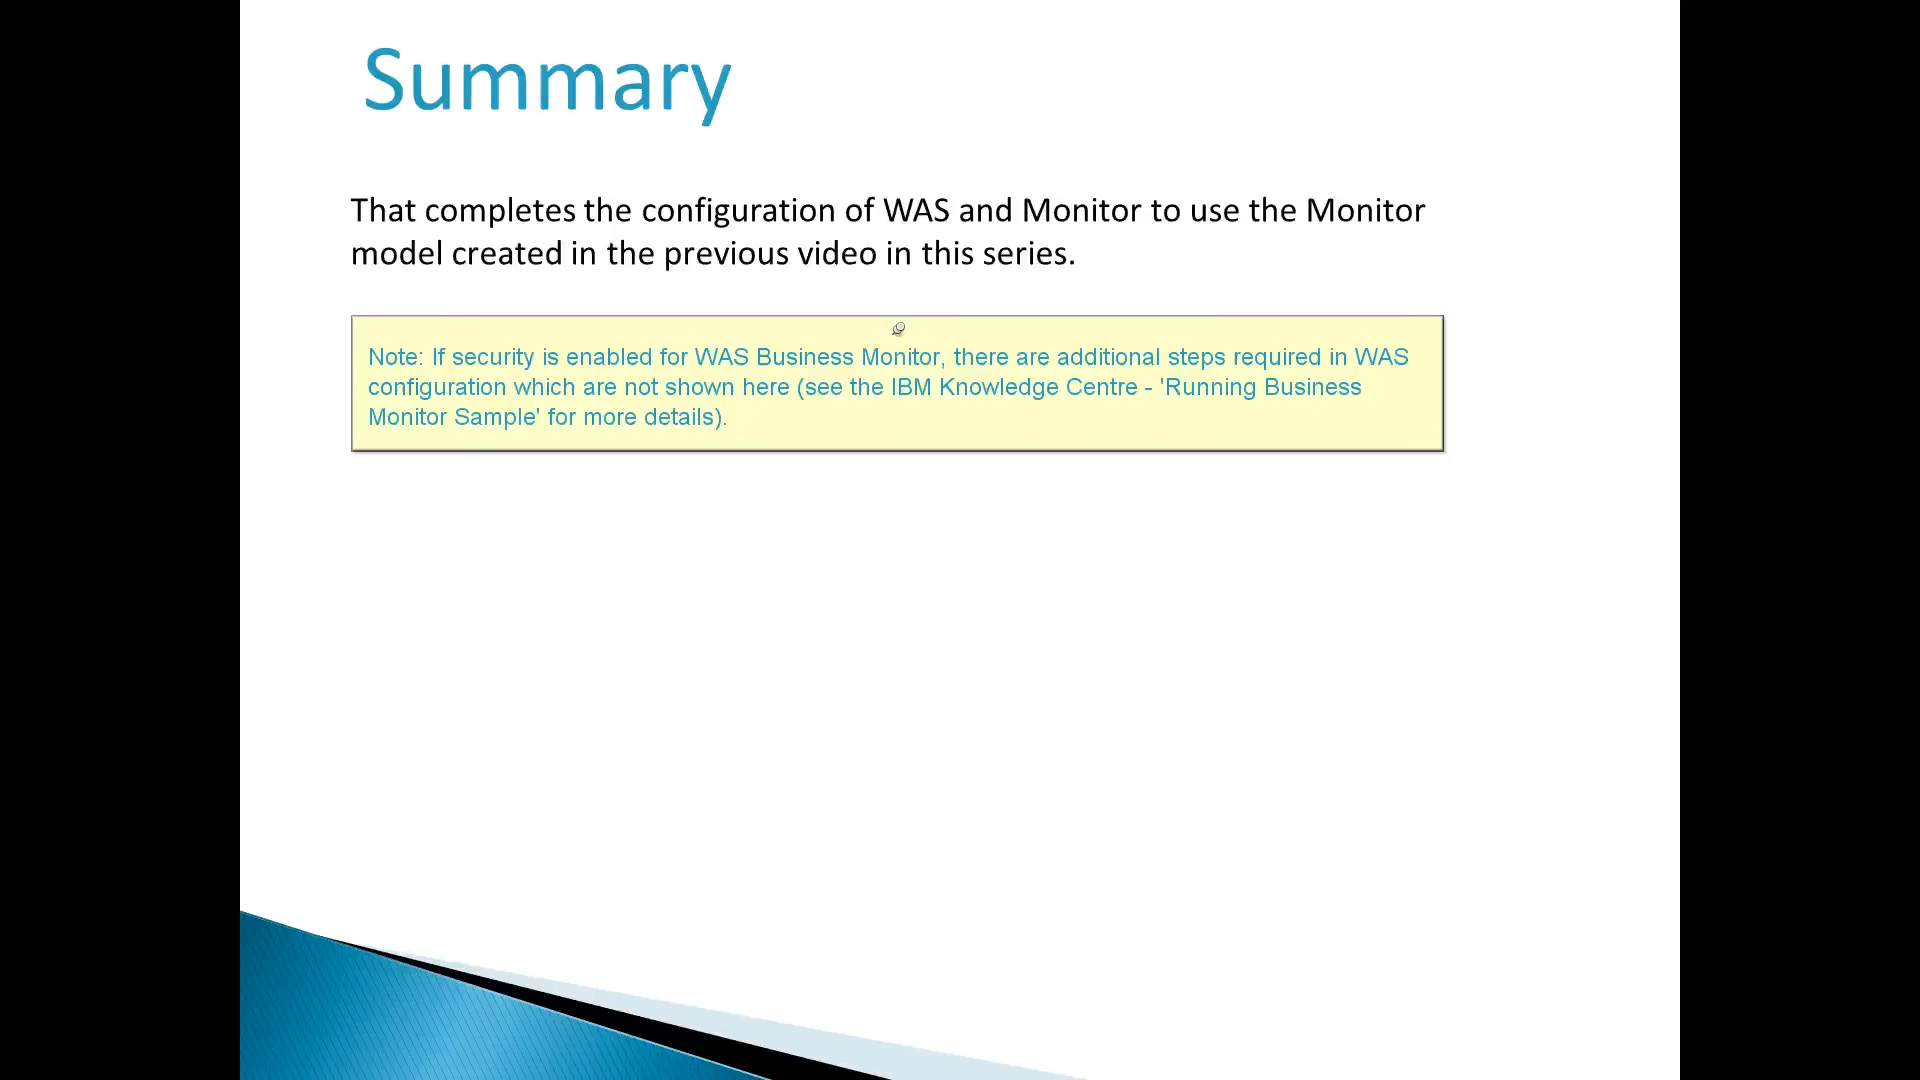 Summary
That completes the configuration of WAS and Monitor to use the Monitor
model created in the previous video in this series.
Note: If security is enabled for WAS Business Monitor, there are additional steps required in WAS
configuration which are not shown here (see the IBM Knowledge Centre - 'Running Business
Monitor Sample' for more details).